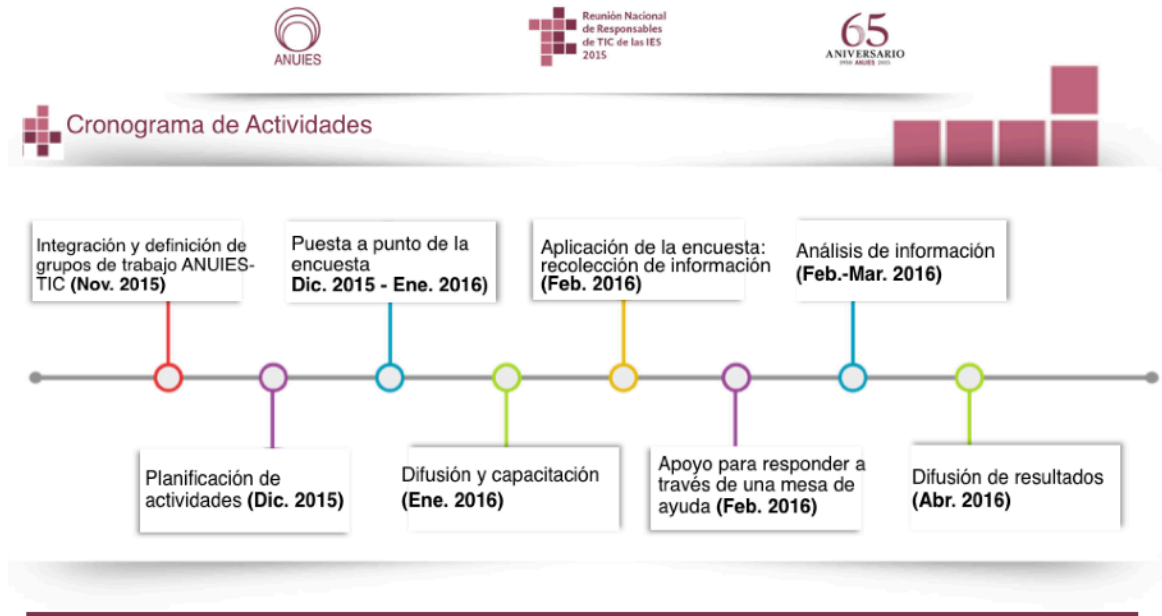 ANUIES
Reunión Nacional
de Responsables
de TIC de las IES
2015
65
ANIVERSARIO
1950 ANUIES 2015
Cronograma de Actividades
Integración y definición de
grupos de trabajo ANUIES-
TIC (Nov. 2015)
Puesta a punto de la
encuesta
Dic. 2015 - Ene. 2016)
Aplicación de la encuesta:
recolección de información
(Feb. 2016)
Análisis de información
(Feb.-Mar. 2016)
Planificación de
actividades (Dic. 2015)
Difusión y capacitación
(Ene. 2016)
Apoyo para responder a
través de una mesa de
ayuda (Feb. 2016)
Difusión de resultados
(Abr. 2016)